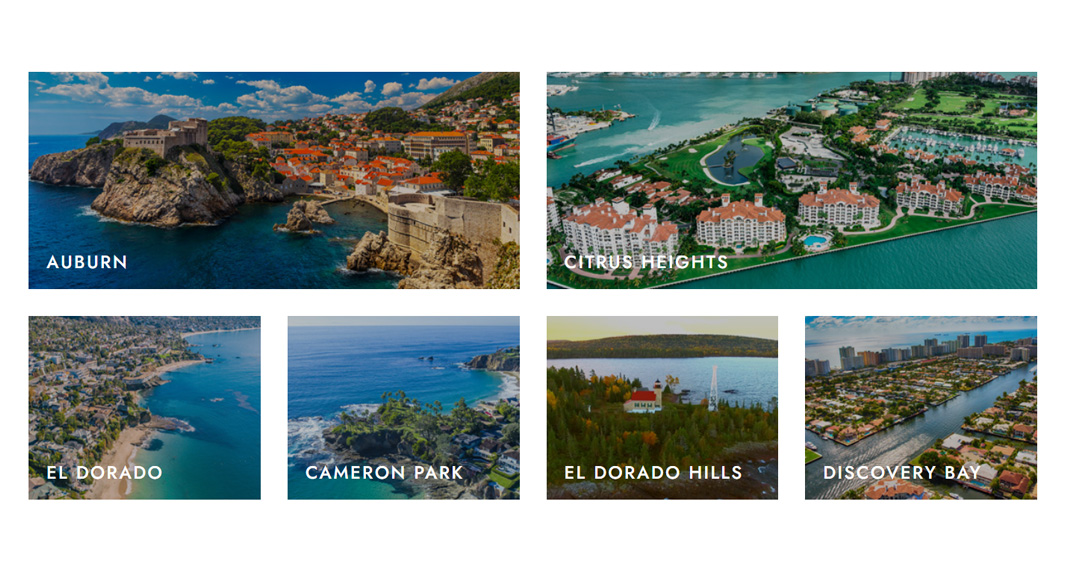 AUBURN
CITRUS HEIGHTS
EL DORADO
CAMERON PARK
EL DORADO HILLS
DISCOVERY BAY